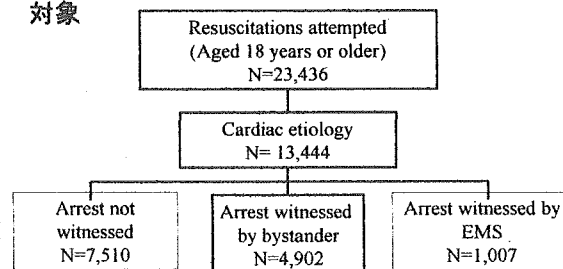 対象
Resuscitations attempted
(Aged 18 years or older)
N=23,436
Cardiac etiology
N= 13,444
Arrest not
witnessed
N=7,510
Arrest witnessed
by bystander
N=4,902
Arrest witnessed by
EMS
N=1,007